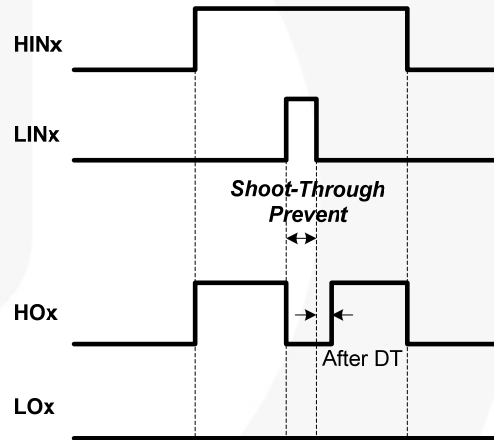 HINx
LINx
Shoot-Through
Prevent
HOx
After DT
LOx